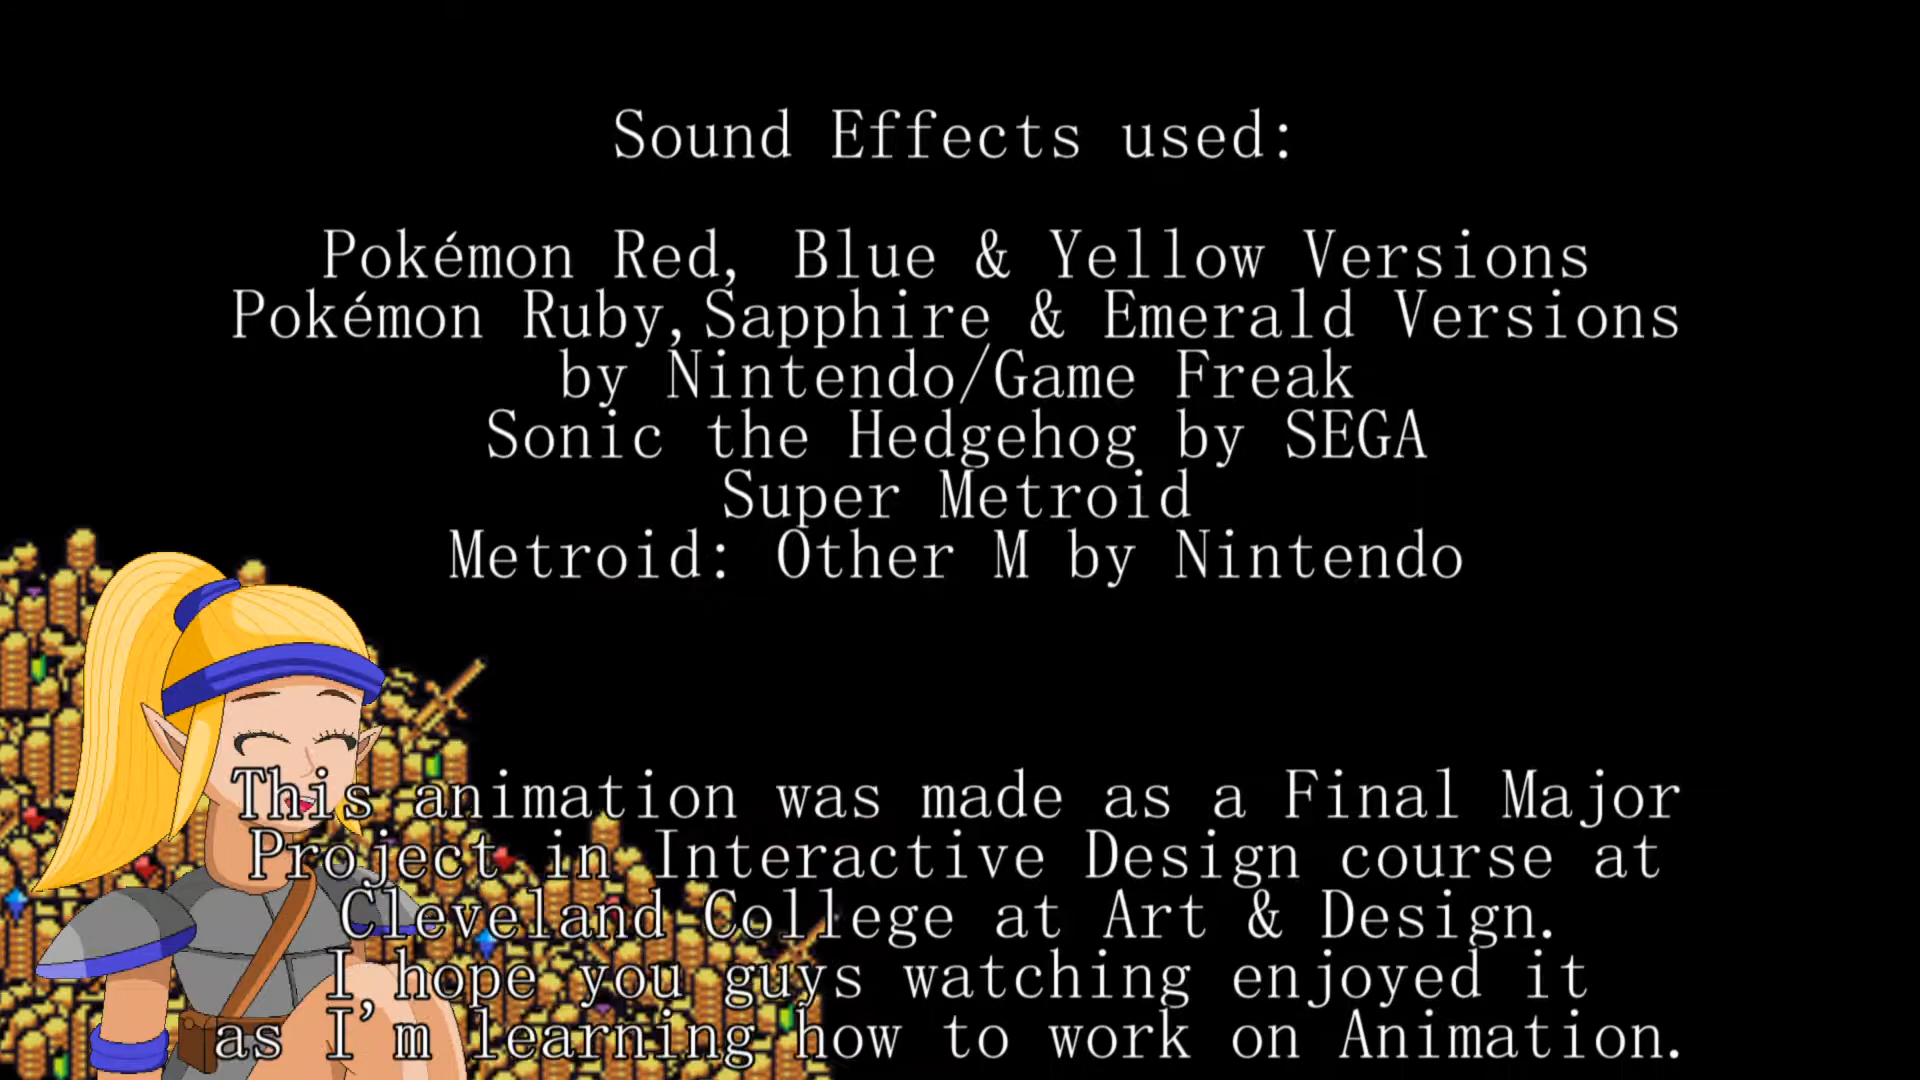 Sound Effects used:
Pokémon Red, Blue & Yellow Versions
Pokémon Ruby,Sapphire & Emerald Versions
by Nintendo/Game Freak
Sonic the Hedgehog by SEGA
Super Metroid
Metroid: Other M by Nintendo
This animation was made as a Final Major
Project in Interactive Design course at
Cleveland College at Art & Design.
I hope you guys watching enjoyed it
as I'm learning how to work on Animation.